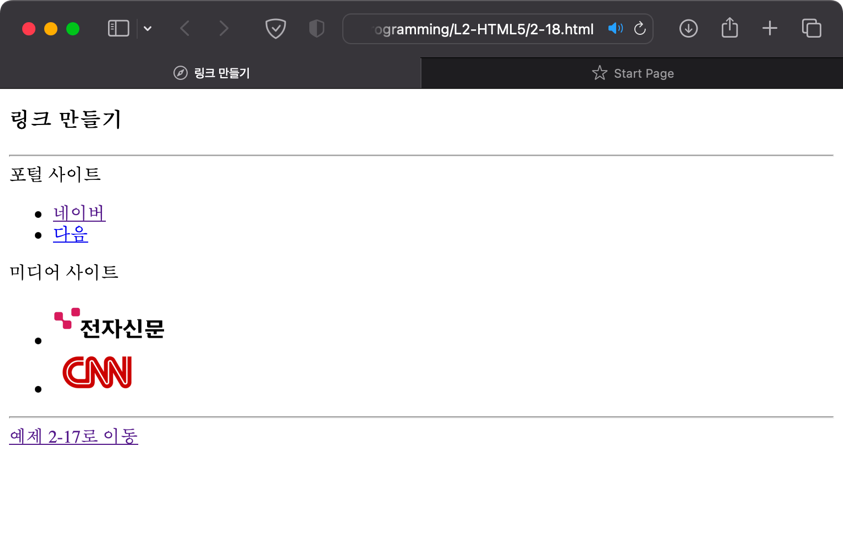 ogramming/L2-HTML5/2-18.html
링크 만들기
Start Page
링크 만들기
포털 사이트
네이버
다음
미디어 사이트
전자신문
CNN
예제 2-17로 이동